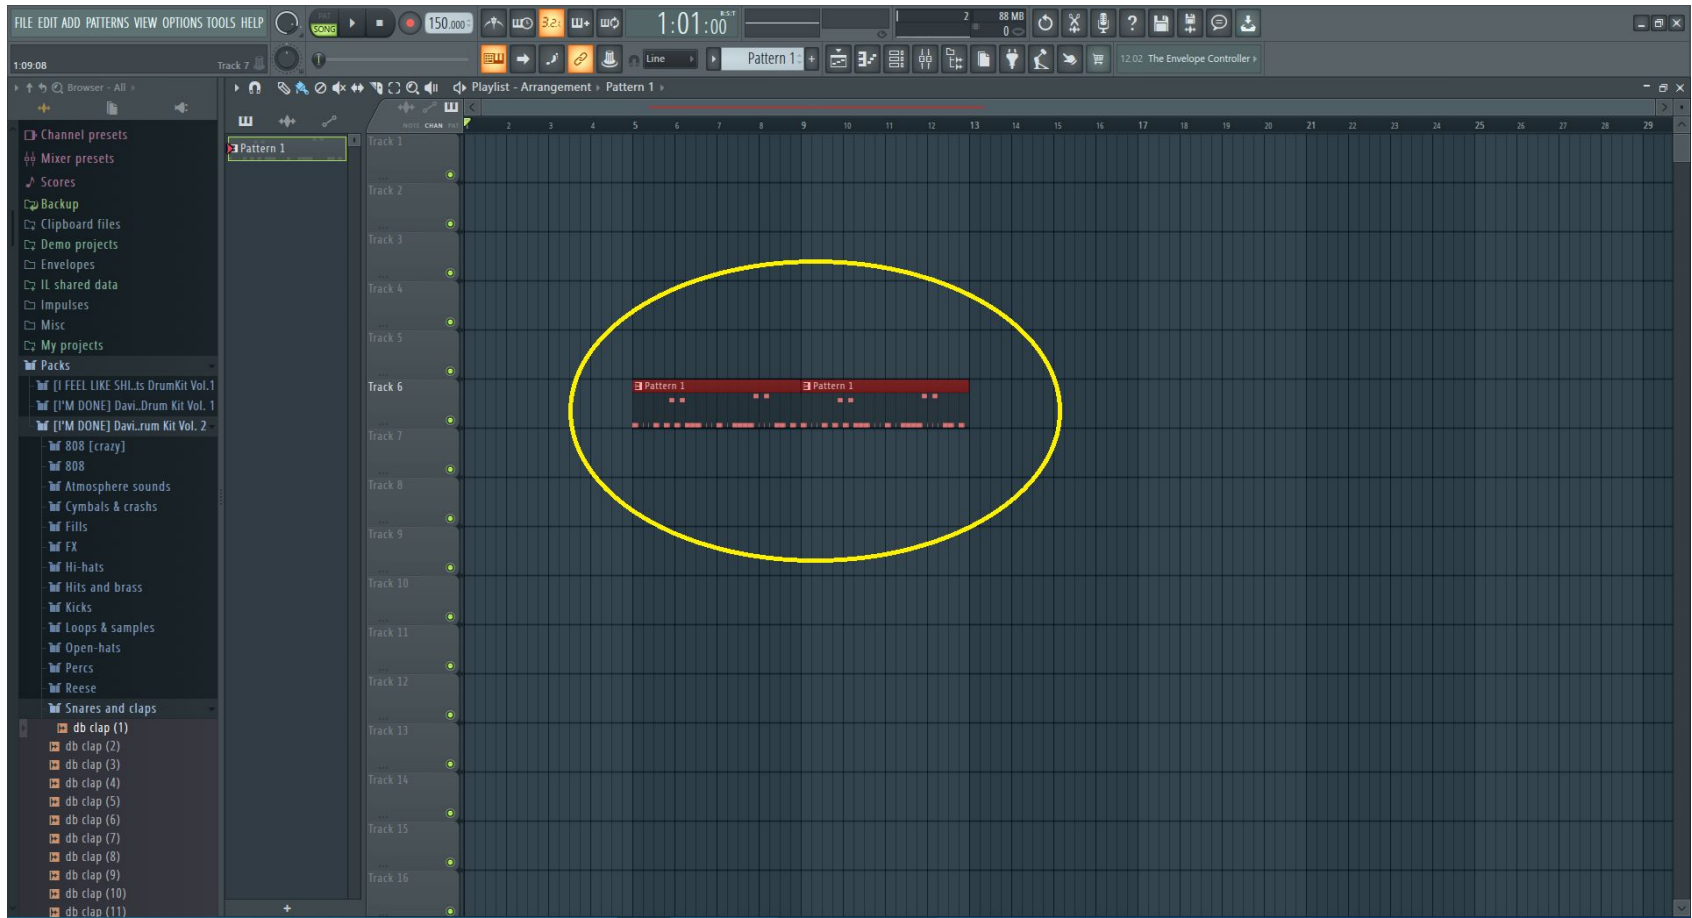 FILE EDIT ADD PATTERNS VIEW OPTIONS TOOLS HELP
PAT
SONG
150.000
3.2.
1:01:00
B:S:T
2
88 MB
0
1:09:08
Track 7
Line
Pattern 1
12.02 The Envelope Controller
Browser - All
Playlist - Arrangement
Pattern 1
NOTE CHAN PAT
2 3 4 5 6 7 8 9 10 11 12 13 14 15 16 17 18 19 20 21 22 23 24 25 26 27 28 29
Channel presets
Mixer presets
Scores
Backup
Clipboard files
Demo projects
Envelopes
IL shared data
Impulses
Misc
My projects
Packs
[I FEEL LIKE SHI..ts DrumKit Vol.1
[I'M DONE] Davi..Drum Kit Vol. 1
[I'M DONE] Davi..rum Kit Vol. 2
808 [crazy]
808
Atmosphere sounds
Cymbals & crashs
Fills
FX
Hi-hats
Hits and brass
Kicks
Loops & samples
Open-hats
Percs
Reese
Snares and claps
db clap (1)
db clap (2)
db clap (3)
db clap (4)
db clap (5)
db clap (6)
db clap (7)
db clap (8)
db clap (9)
db clap (10)
db clap (11)
Pattern 1
Track 1
Track 2
Track 3
Track 4
Track 5
Track 6
Pattern 1
Pattern 1
Track 7
Track 8
Track 9
Track 10
Track 11
Track 12
Track 13
Track 14
Track 15
Track 16